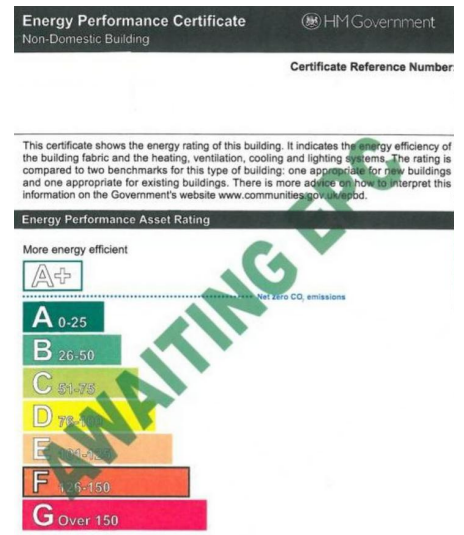 Energy Performance Certificate
HM Government
Non-Domestic Building
Certificate Reference Number:
This certificate shows the energy rating of this building. It indicates the energy efficiency of
the building fabric and the heating, ventilation, cooling and lighting systems. The rating is
compared to two benchmarks for this type of building: one appropriate for new buildings
and one appropriate for existing buildings. There is more advice on how to interpret this
information on the Government's website www.communities.gov.uk/epbd.
Energy Performance Asset Rating
More energy efficient
A+
Net zero CO₂ emissions
A 0-25
B 26-50
C 51-75
D 76-100
E 101-125
F 126-150
G Over 150
AWAITING EPC